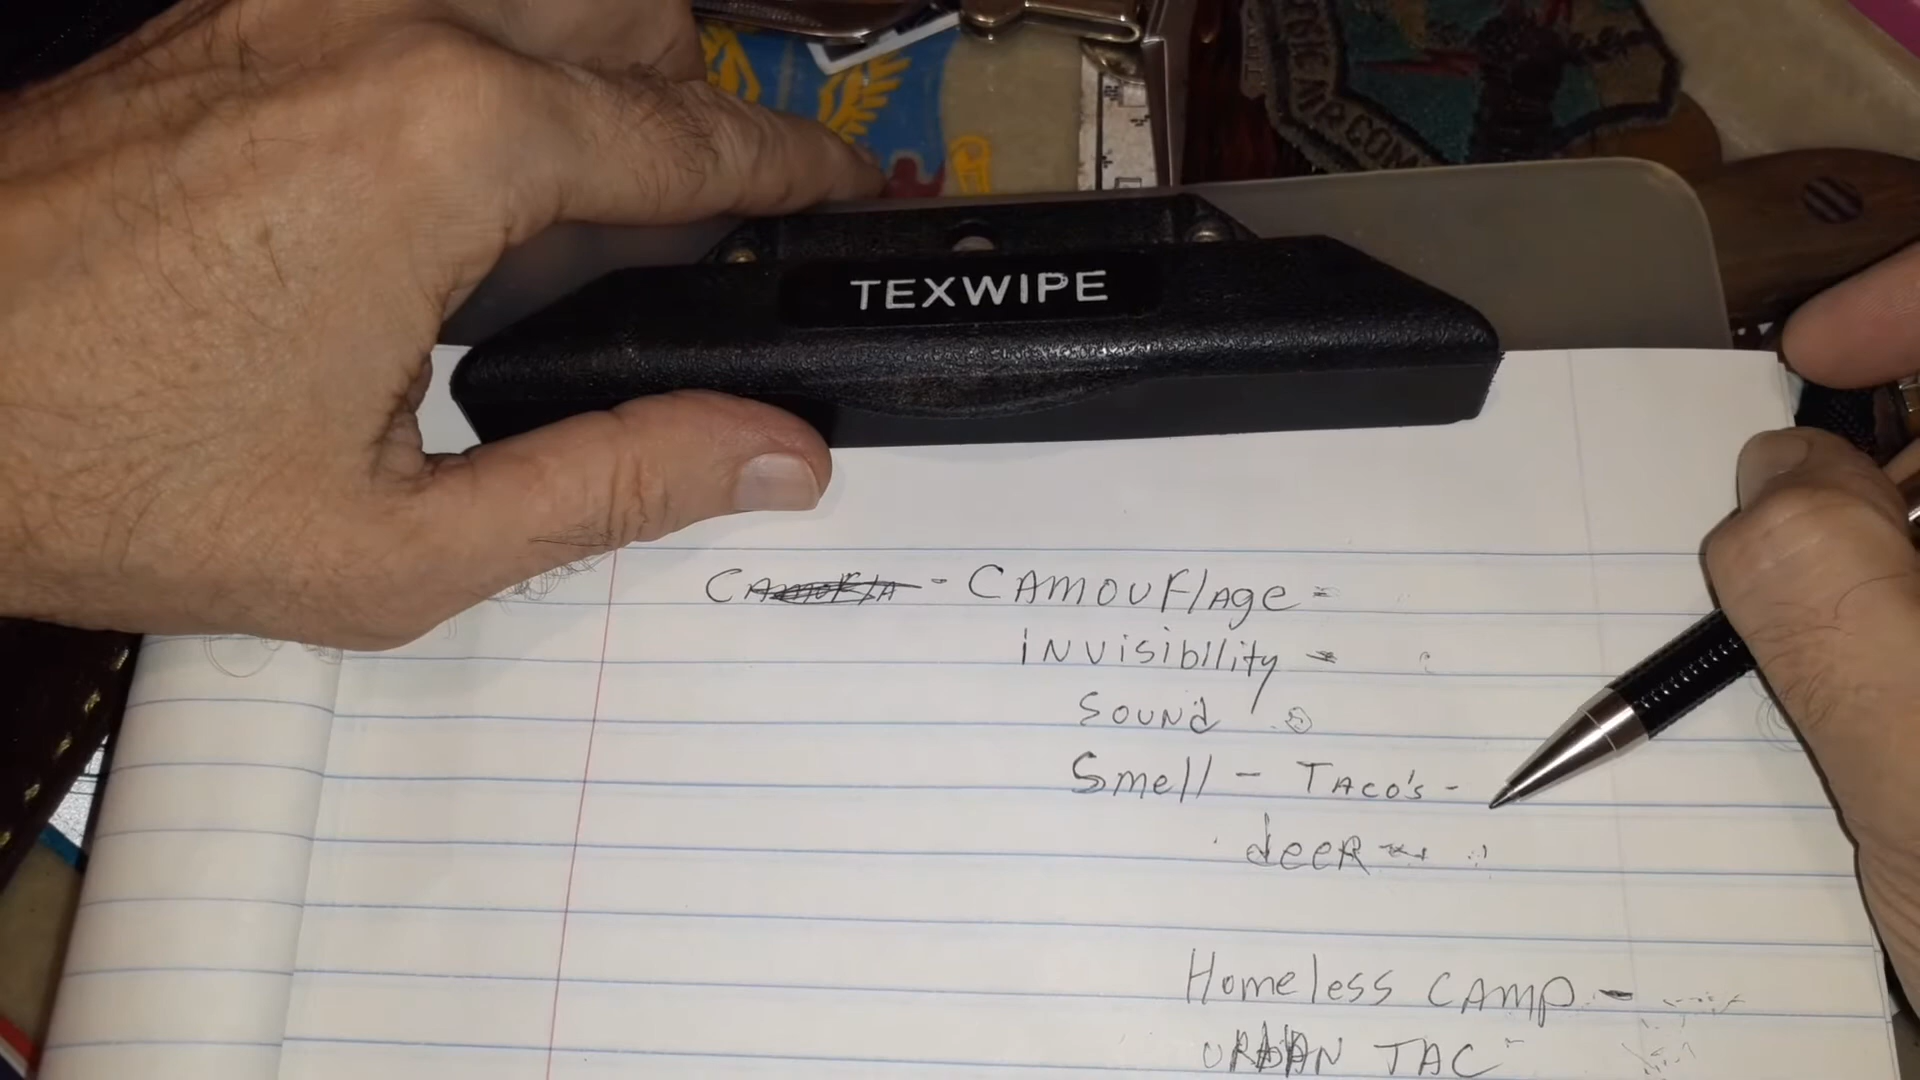 TEXWIPE
- CAMOUFlAge -
iNVisibility -
SOUNd
Smell - TACO's -
deeR -
Homeless CAMP -
URBAN TAC